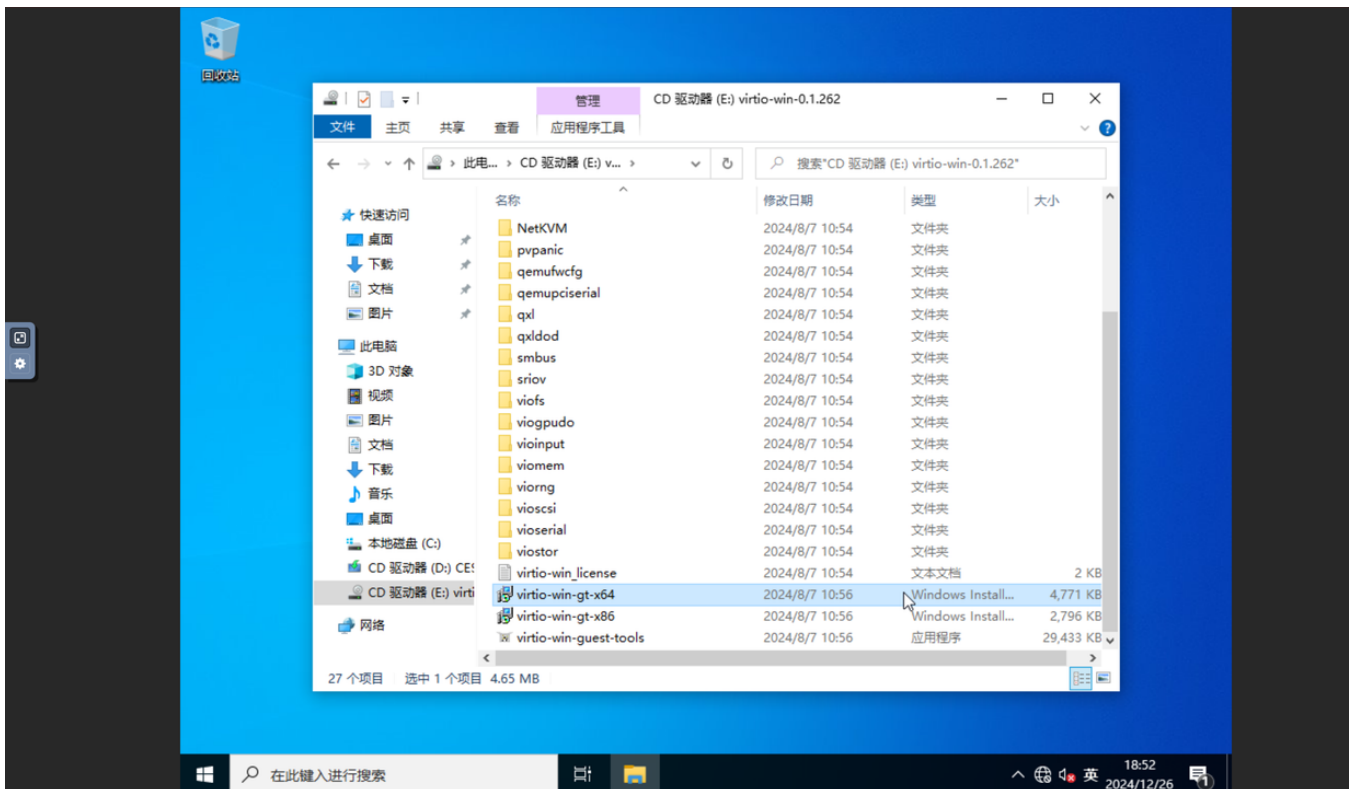 回收站
管理 CD 驱动器 (E:) virtio-win-0.1.262
文件 主页 共享 查看 应用程序工具
此电... › CD 驱动器 (E:) v... ›
搜索"CD 驱动器 (E:) virtio-win-0.1.262"
快速访问
桌面
下载
文档
图片
此电脑
3D 对象
视频
图片
文档
下载
音乐
桌面
本地磁盘 (C:)
CD 驱动器 (D:) CES
CD 驱动器 (E:) virti
网络
名称 修改日期 类型 大小
NetKVM 2024/8/7 10:54 文件夹
pvpanic 2024/8/7 10:54 文件夹
qemufwcfg 2024/8/7 10:54 文件夹
qemupciserial 2024/8/7 10:54 文件夹
qxl 2024/8/7 10:54 文件夹
qxldod 2024/8/7 10:54 文件夹
smbus 2024/8/7 10:54 文件夹
sriov 2024/8/7 10:54 文件夹
viofs 2024/8/7 10:54 文件夹
viogpudo 2024/8/7 10:54 文件夹
vioinput 2024/8/7 10:54 文件夹
viomem 2024/8/7 10:54 文件夹
viorng 2024/8/7 10:54 文件夹
vioscsi 2024/8/7 10:54 文件夹
vioserial 2024/8/7 10:54 文件夹
viostor 2024/8/7 10:54 文件夹
virtio-win_license 2024/8/7 10:54 文本文档 2 KB
virtio-win-gt-x64 2024/8/7 10:56 Windows Install... 4,771 KB
virtio-win-gt-x86 2024/8/7 10:56 Windows Install... 2,796 KB
virtio-win-guest-tools 2024/8/7 10:56 应用程序 29,433 KB
27 个项目 选中 1 个项目 4.65 MB
在此键入进行搜索
英
18:52
2024/12/26
1